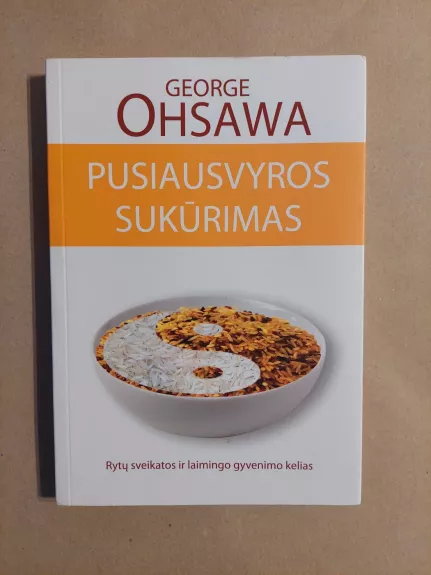 GEORGE
OHSAWA
PUSIAUSVYROS
SUKŪRIMAS
Rytų sveikatos ir laimingo gyvenimo kelias